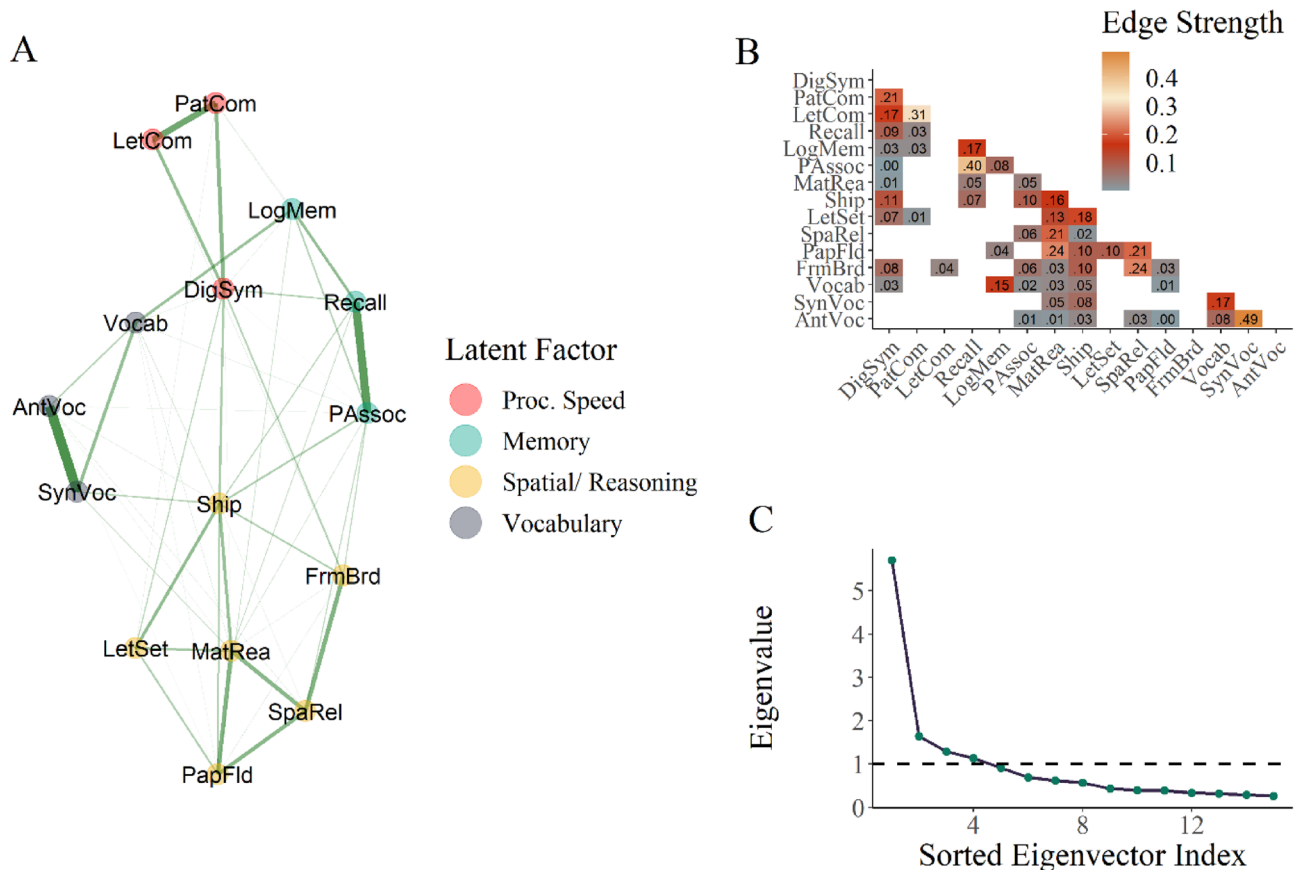 A
PatCom
LetCom
LogMem
DigSym
Recall
Vocab
AntVoc
PAssoc
SynVoc
Ship
FrmBrd
LetSet
MatRea
SpaRel
PapFld
Latent Factor
Proc. Speed
Memory
Spatial/ Reasoning
Vocabulary
B
Edge Strength
0.4
0.3
0.2
0.1
DigSym
PatCom .21
LetCom .17 .31
Recall .09 .03
LogMem .03 .03 .17
PAssoc .00 .40 .08
MatRea .01 .05 .05
Ship .11 .07 .10 .16
LetSet .07 .01 .13 .18
SpaRel .06 .21 .02
PapFld .04 .24 .10 .10 .21
FrmBrd .08 .04 .06 .03 .10 .24 .03
Vocab .03 .15 .02 .03 .05 .01
SynVoc .05 .08 .17
AntVoc .01 .01 .03 .03 .00 .08 .49
DigSym PatCom LetCom Recall LogMem PAssoc MatRea Ship LetSet SpaRel PapFld FrmBrd Vocab SynVoc AntVoc
C
Eigenvalue
5
4
3
2
1
0
4 8 12
Sorted Eigenvector Index